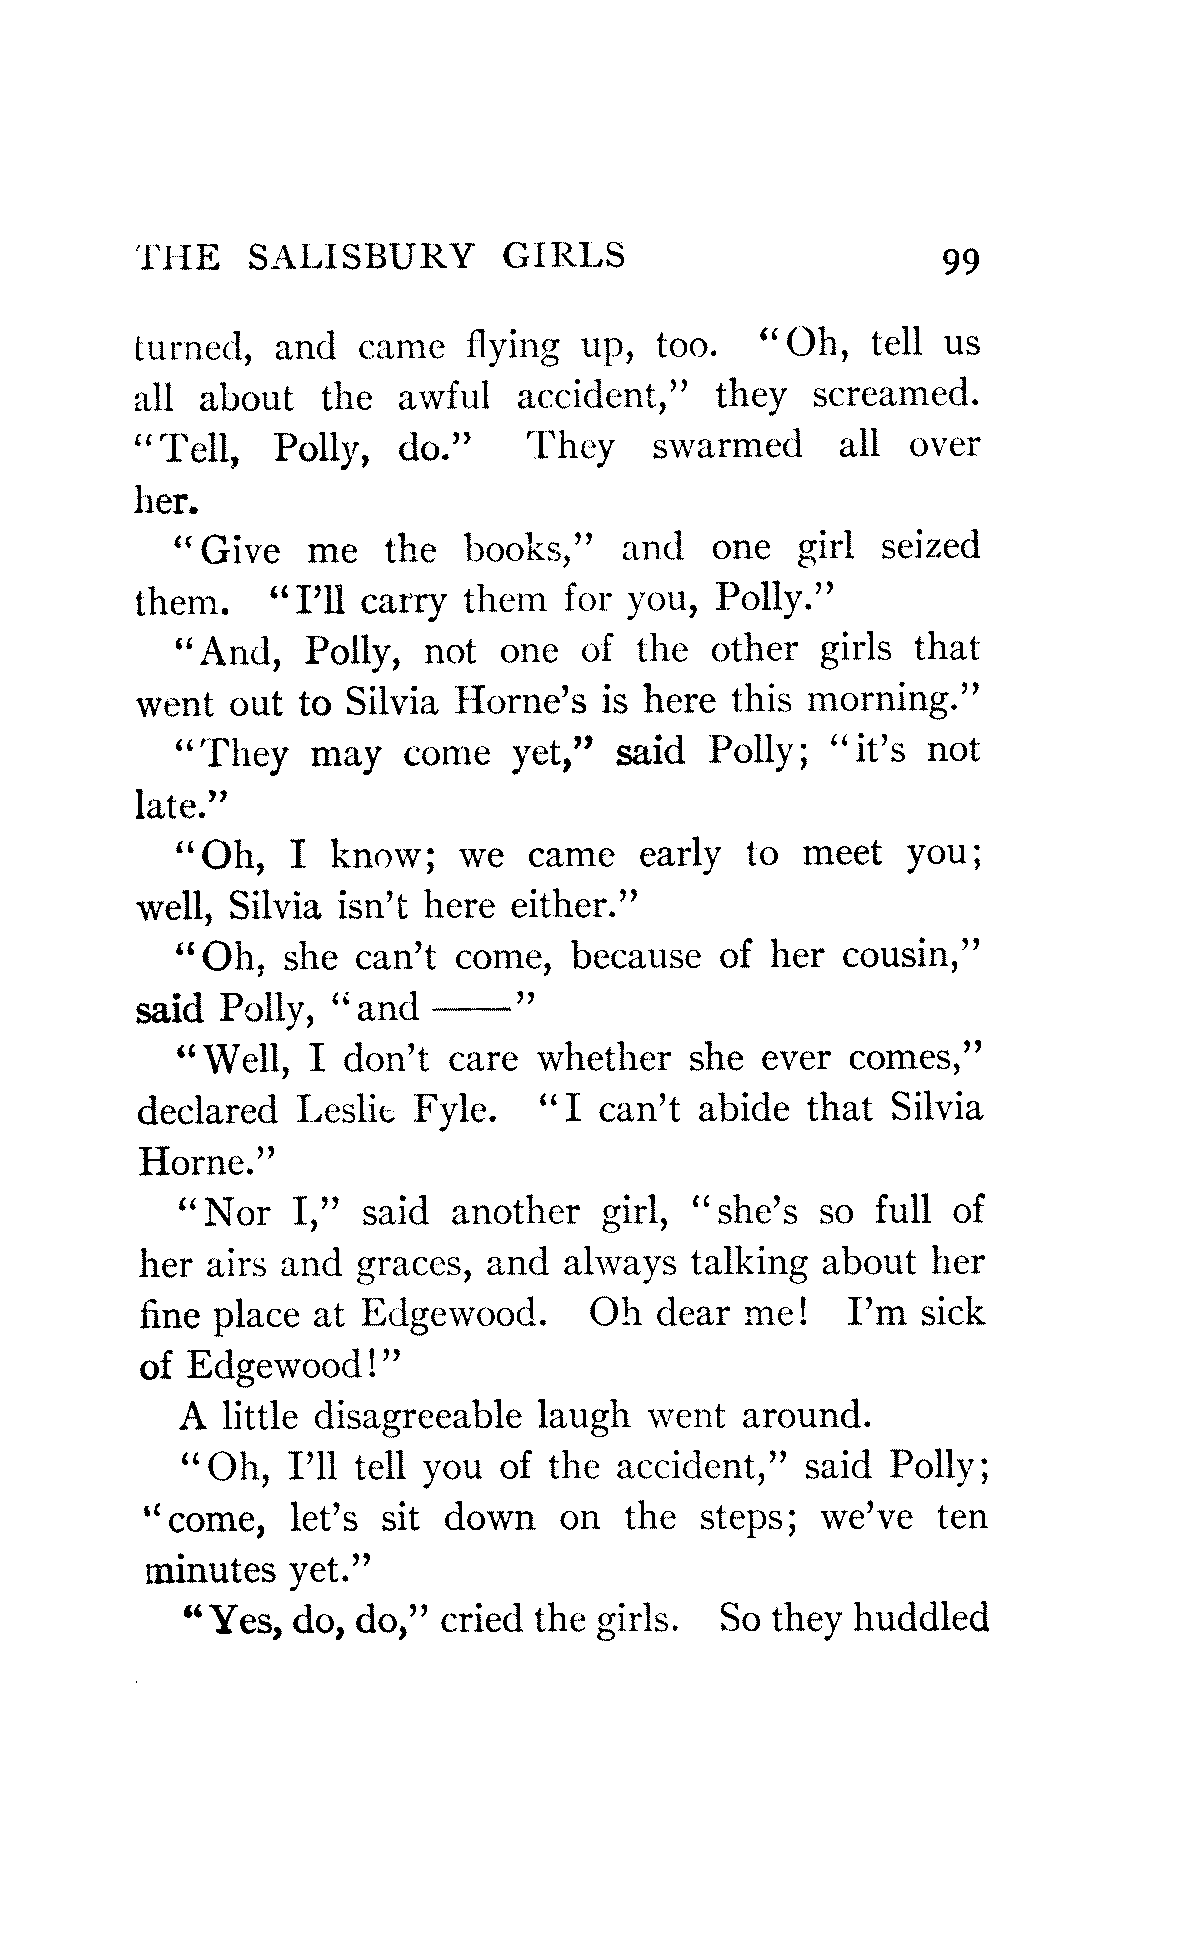 THE SALISBURY GIRLS 99
turned, and came flying up, too. “Oh, tell us
all about the awful accident,” they screamed.
“Tell, Polly, do.” They swarmed all over
her.
“Give me the books,” and one girl seized
them. “I’ll carry them for you, Polly.”
“And, Polly, not one of the other girls that
went out to Silvia Horne’s is here this morning.”
“They may come yet,” said Polly; “it’s not
late.”
“Oh, I know; we came early to meet you;
well, Silvia isn’t here either.”
“Oh, she can’t come, because of her cousin,”
said Polly, “and ——”
“Well, I don’t care whether she ever comes,”
declared Leslie Fyle. “I can’t abide that Silvia
Horne.”
“Nor I,” said another girl, “she’s so full of
her airs and graces, and always talking about her
fine place at Edgewood. Oh dear me! I’m sick
of Edgewood!”
A little disagreeable laugh went around.
“Oh, I’ll tell you of the accident,” said Polly;
“come, let’s sit down on the steps; we’ve ten
minutes yet.”
“Yes, do, do,” cried the girls. So they huddled